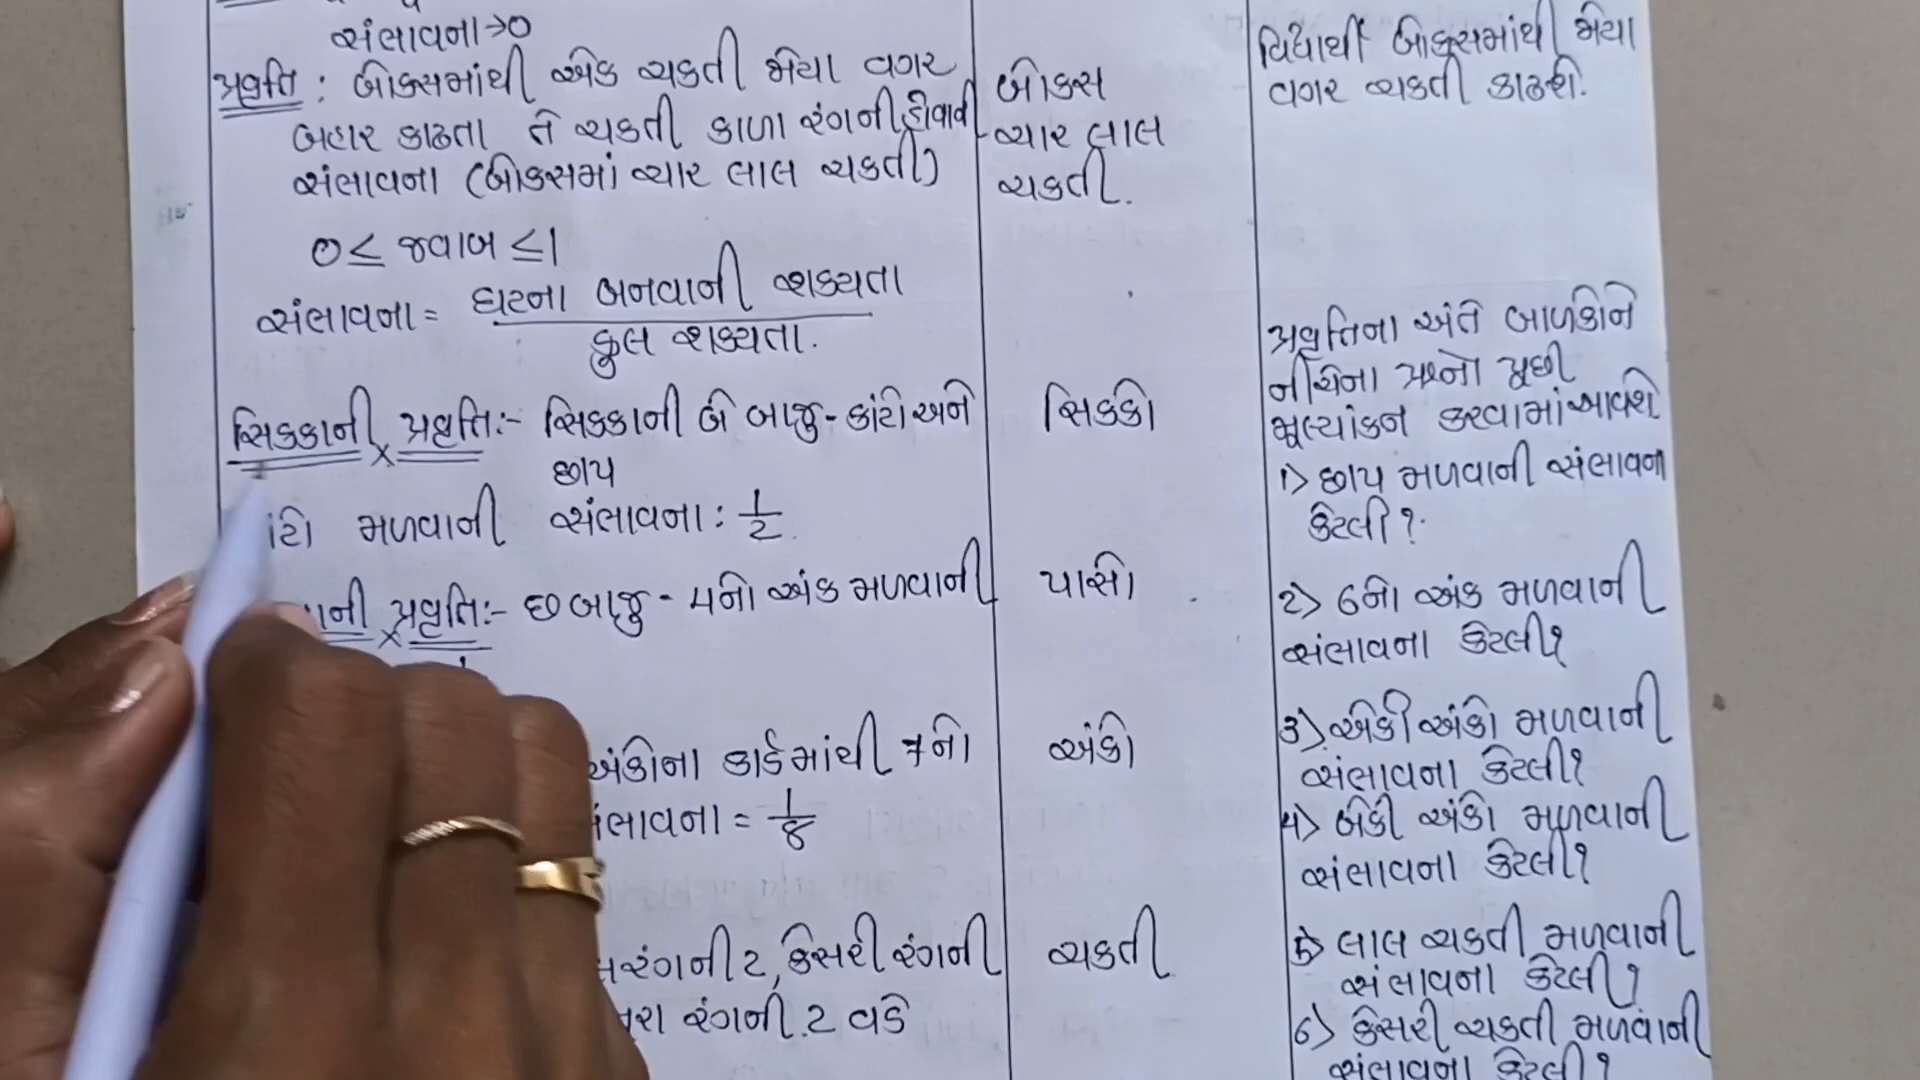 સંભાવના→0
પ્રવૃત્તિ : બોક્સમાંથી એક ચકતી જોયા વગર
બહાર કાઢતા તે ચકતી કાળા રંગની હોવાની
સંભાવના (બોક્સમાં ચાર લાલ ચકતી)
0 ≤ જવાબ ≤ 1
સંભાવના = ઘટના બનવાની શક્યતા
કુલ શક્યતા.
સિક્કાની પ્રવૃત્તિ :- સિક્કાની બે બાજુ - કાંટો અને
છાપ
મળવાની સંભાવના : 1/2
પ્રવૃત્તિ :- છ બાજુ - 4નો અંક મળવાની
અંકોના કાર્ડમાંથી 7નો
= 1/8
રંગની 2, કેસરી રંગની
રંગની 2 વડે
બોક્સ
ચાર લાલ
ચકતી.
સિક્કો
પાસો
અંકો
ચકતી
વિદ્યાર્થી બોક્સમાંથી જોયા
વગર ચકતી કાઢશે.
પ્રવૃત્તિના અંતે બાળકોને
નીચેના પ્રશ્નો પૂછી
મૂલ્યાંકન કરવામાં આવશે
1) છાપ મળવાની સંભાવના
કેટલી ?
2) 6નો અંક મળવાની
સંભાવના કેટલી ?
3) એકી અંકો મળવાની
સંભાવના કેટલી ?
4) બેકી અંકો મળવાની
સંભાવના કેટલી ?
5) લાલ ચકતી મળવાની
સંભાવના કેટલી ?
6) કેસરી ચકતી મળવાની
સંભાવના કેટલી ?